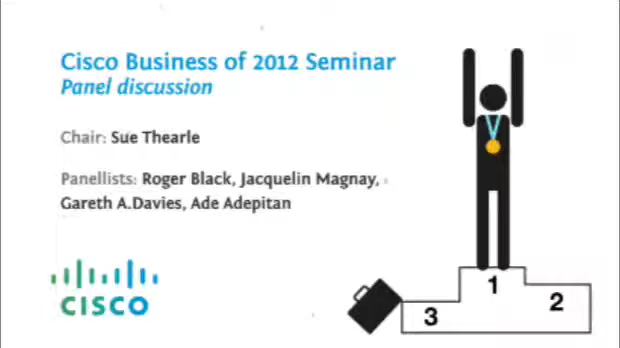 Cisco Business of 2012 Seminar
Panel discussion
Chair: Sue Thearle
Panellists: Roger Black, Jacquelin Magnay,
Gareth A.Davies, Ade Adepitan
CISCO
1
2
3